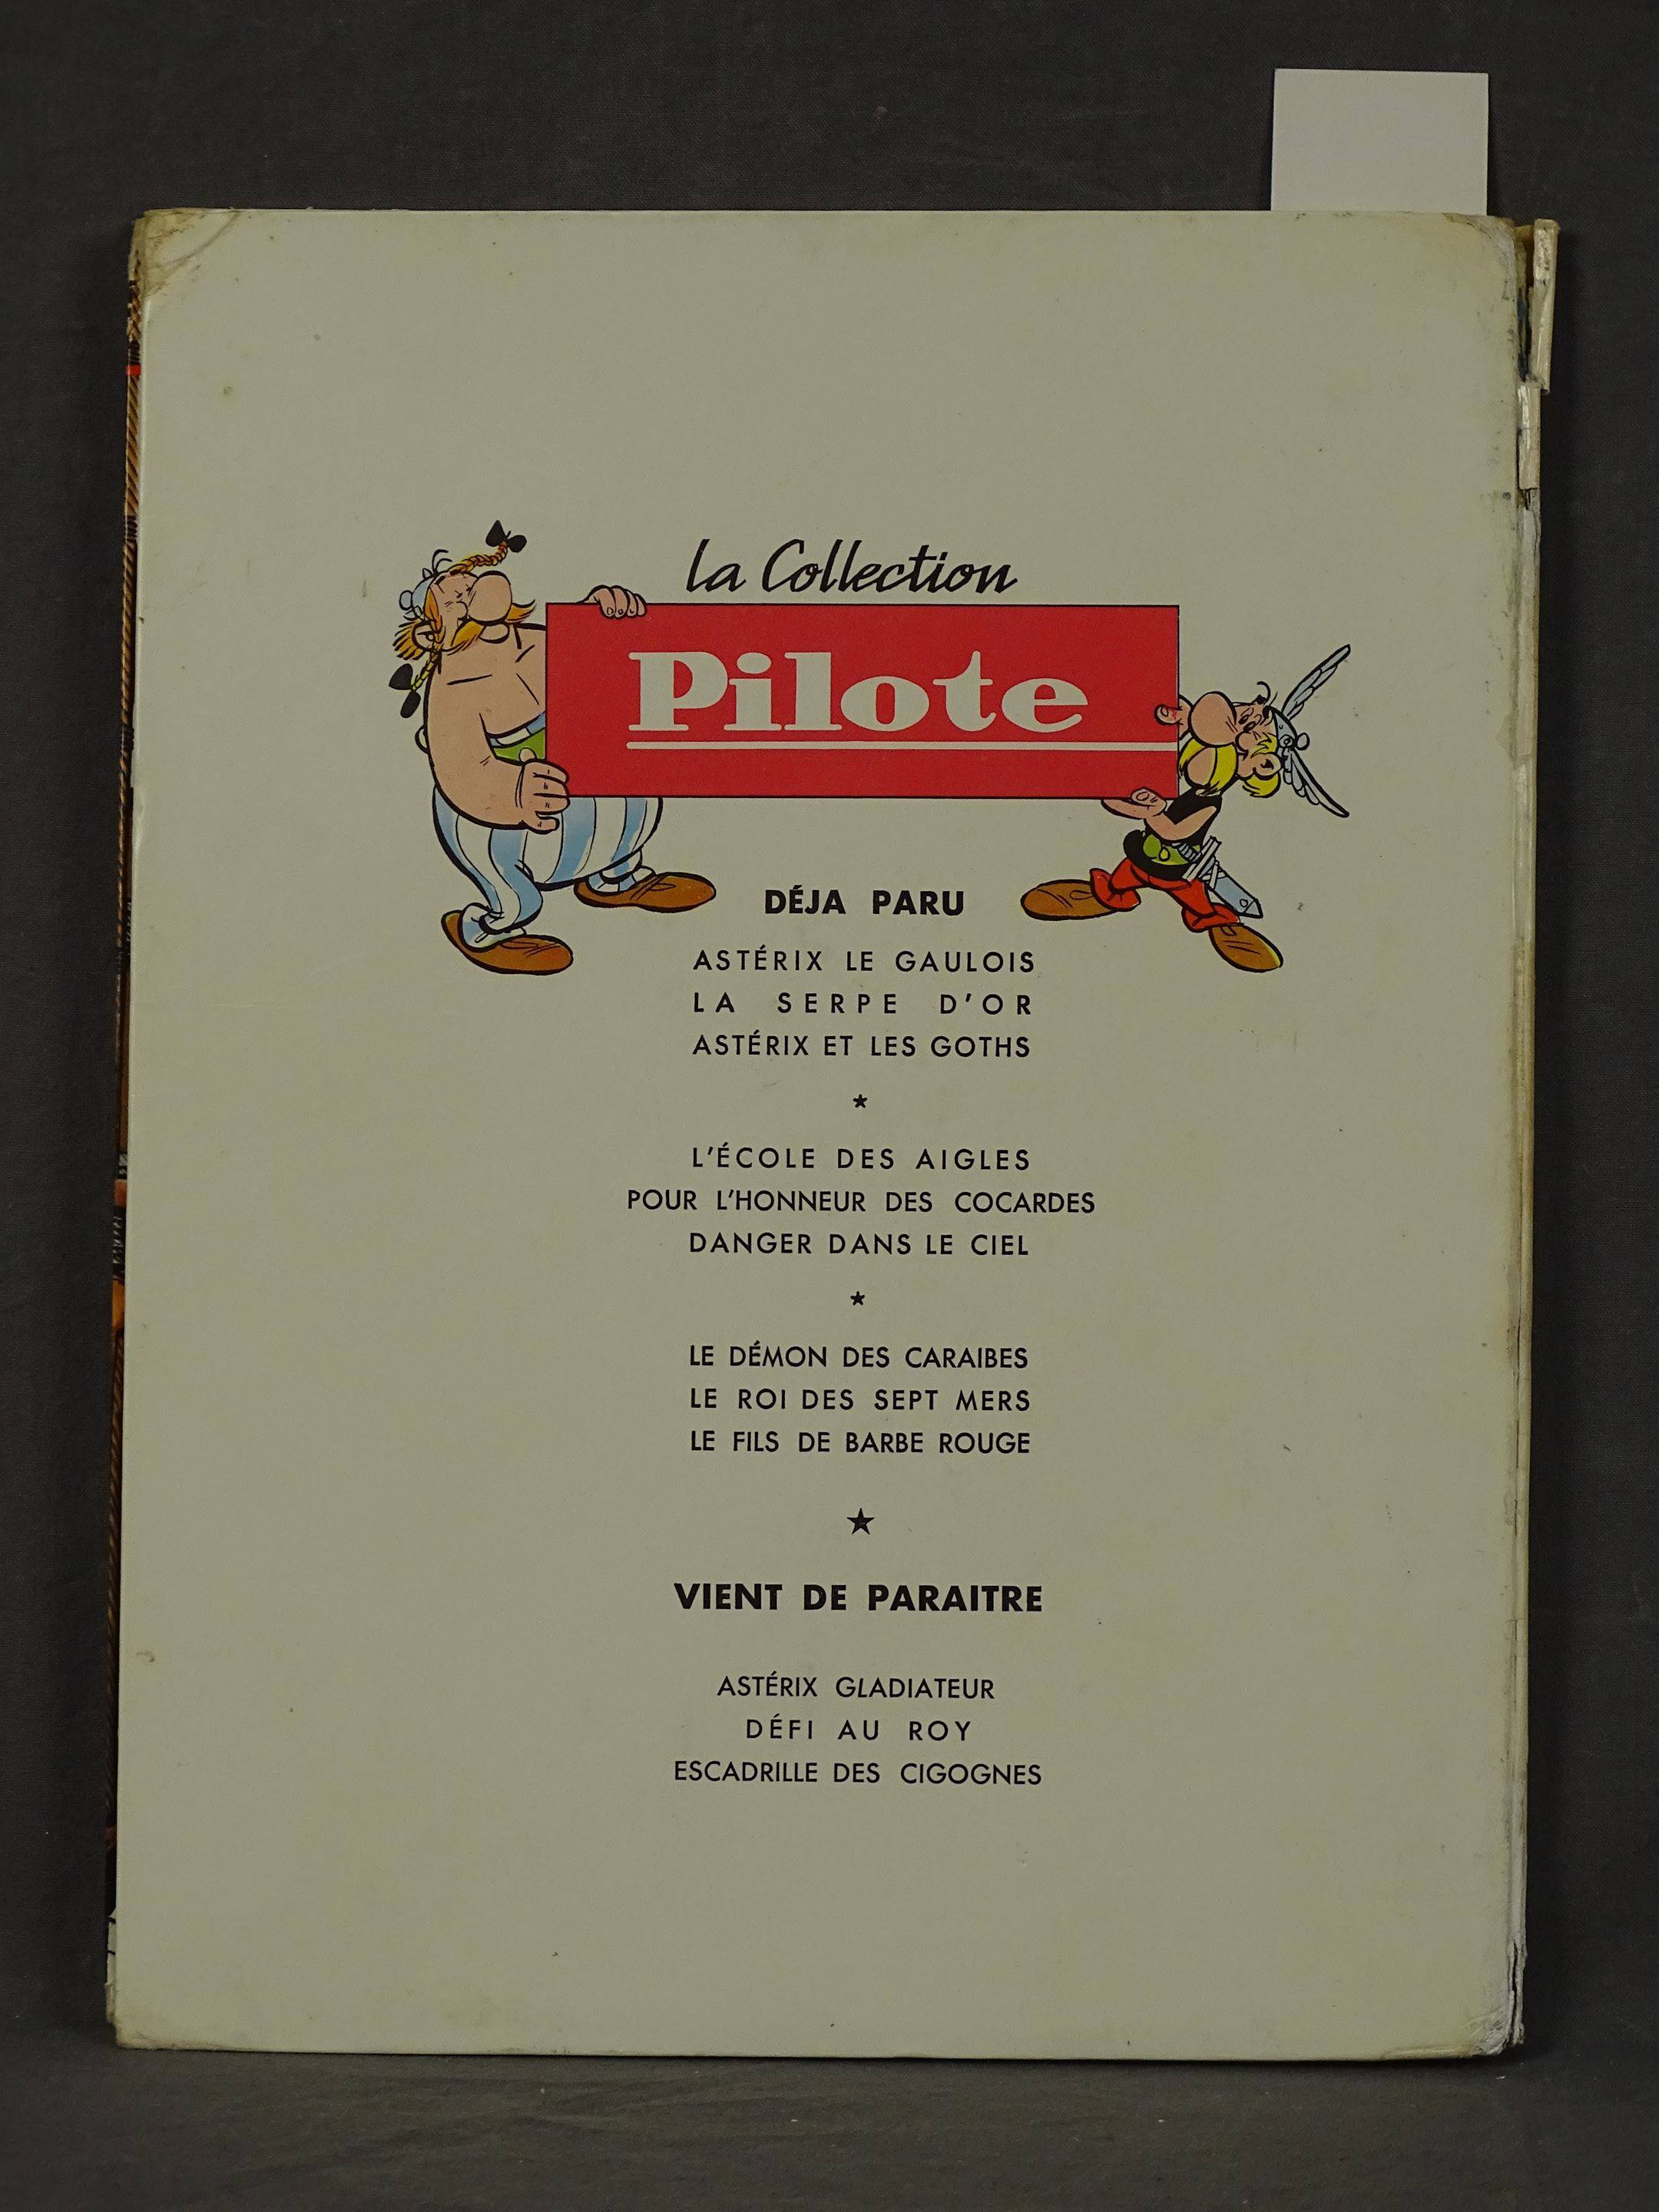 la Collection
Pilote
DÉJA PARU
ASTÉRIX LE GAULOIS
LA SERPE D'OR
ASTÉRIX ET LES GOTHS
★
L'ÉCOLE DES AIGLES
POUR L'HONNEUR DES COCARDES
DANGER DANS LE CIEL
★
LE DÉMON DES CARAIBES
LE ROI DES SEPT MERS
LE FILS DE BARBE ROUGE
★
VIENT DE PARAITRE
ASTÉRIX GLADIATEUR
DÉFI AU ROY
ESCADRILLE DES CIGOGNES